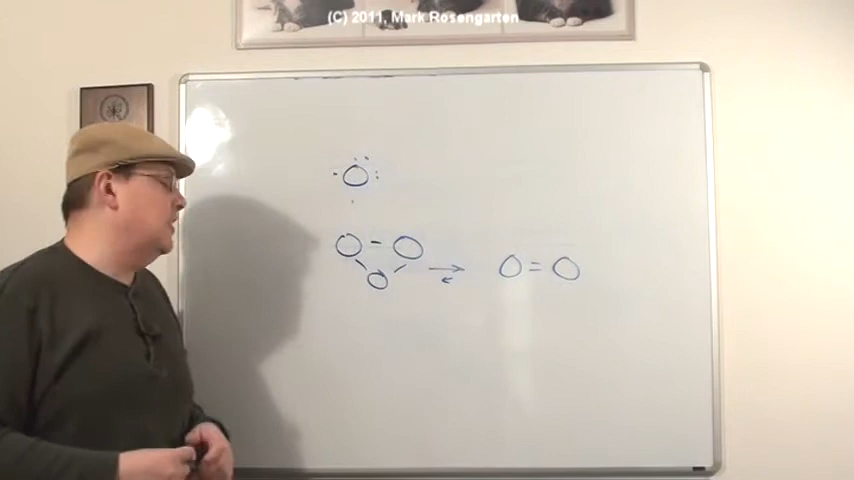 (C) 2011, Mark Rosengarten
O
O - O
O
O = O